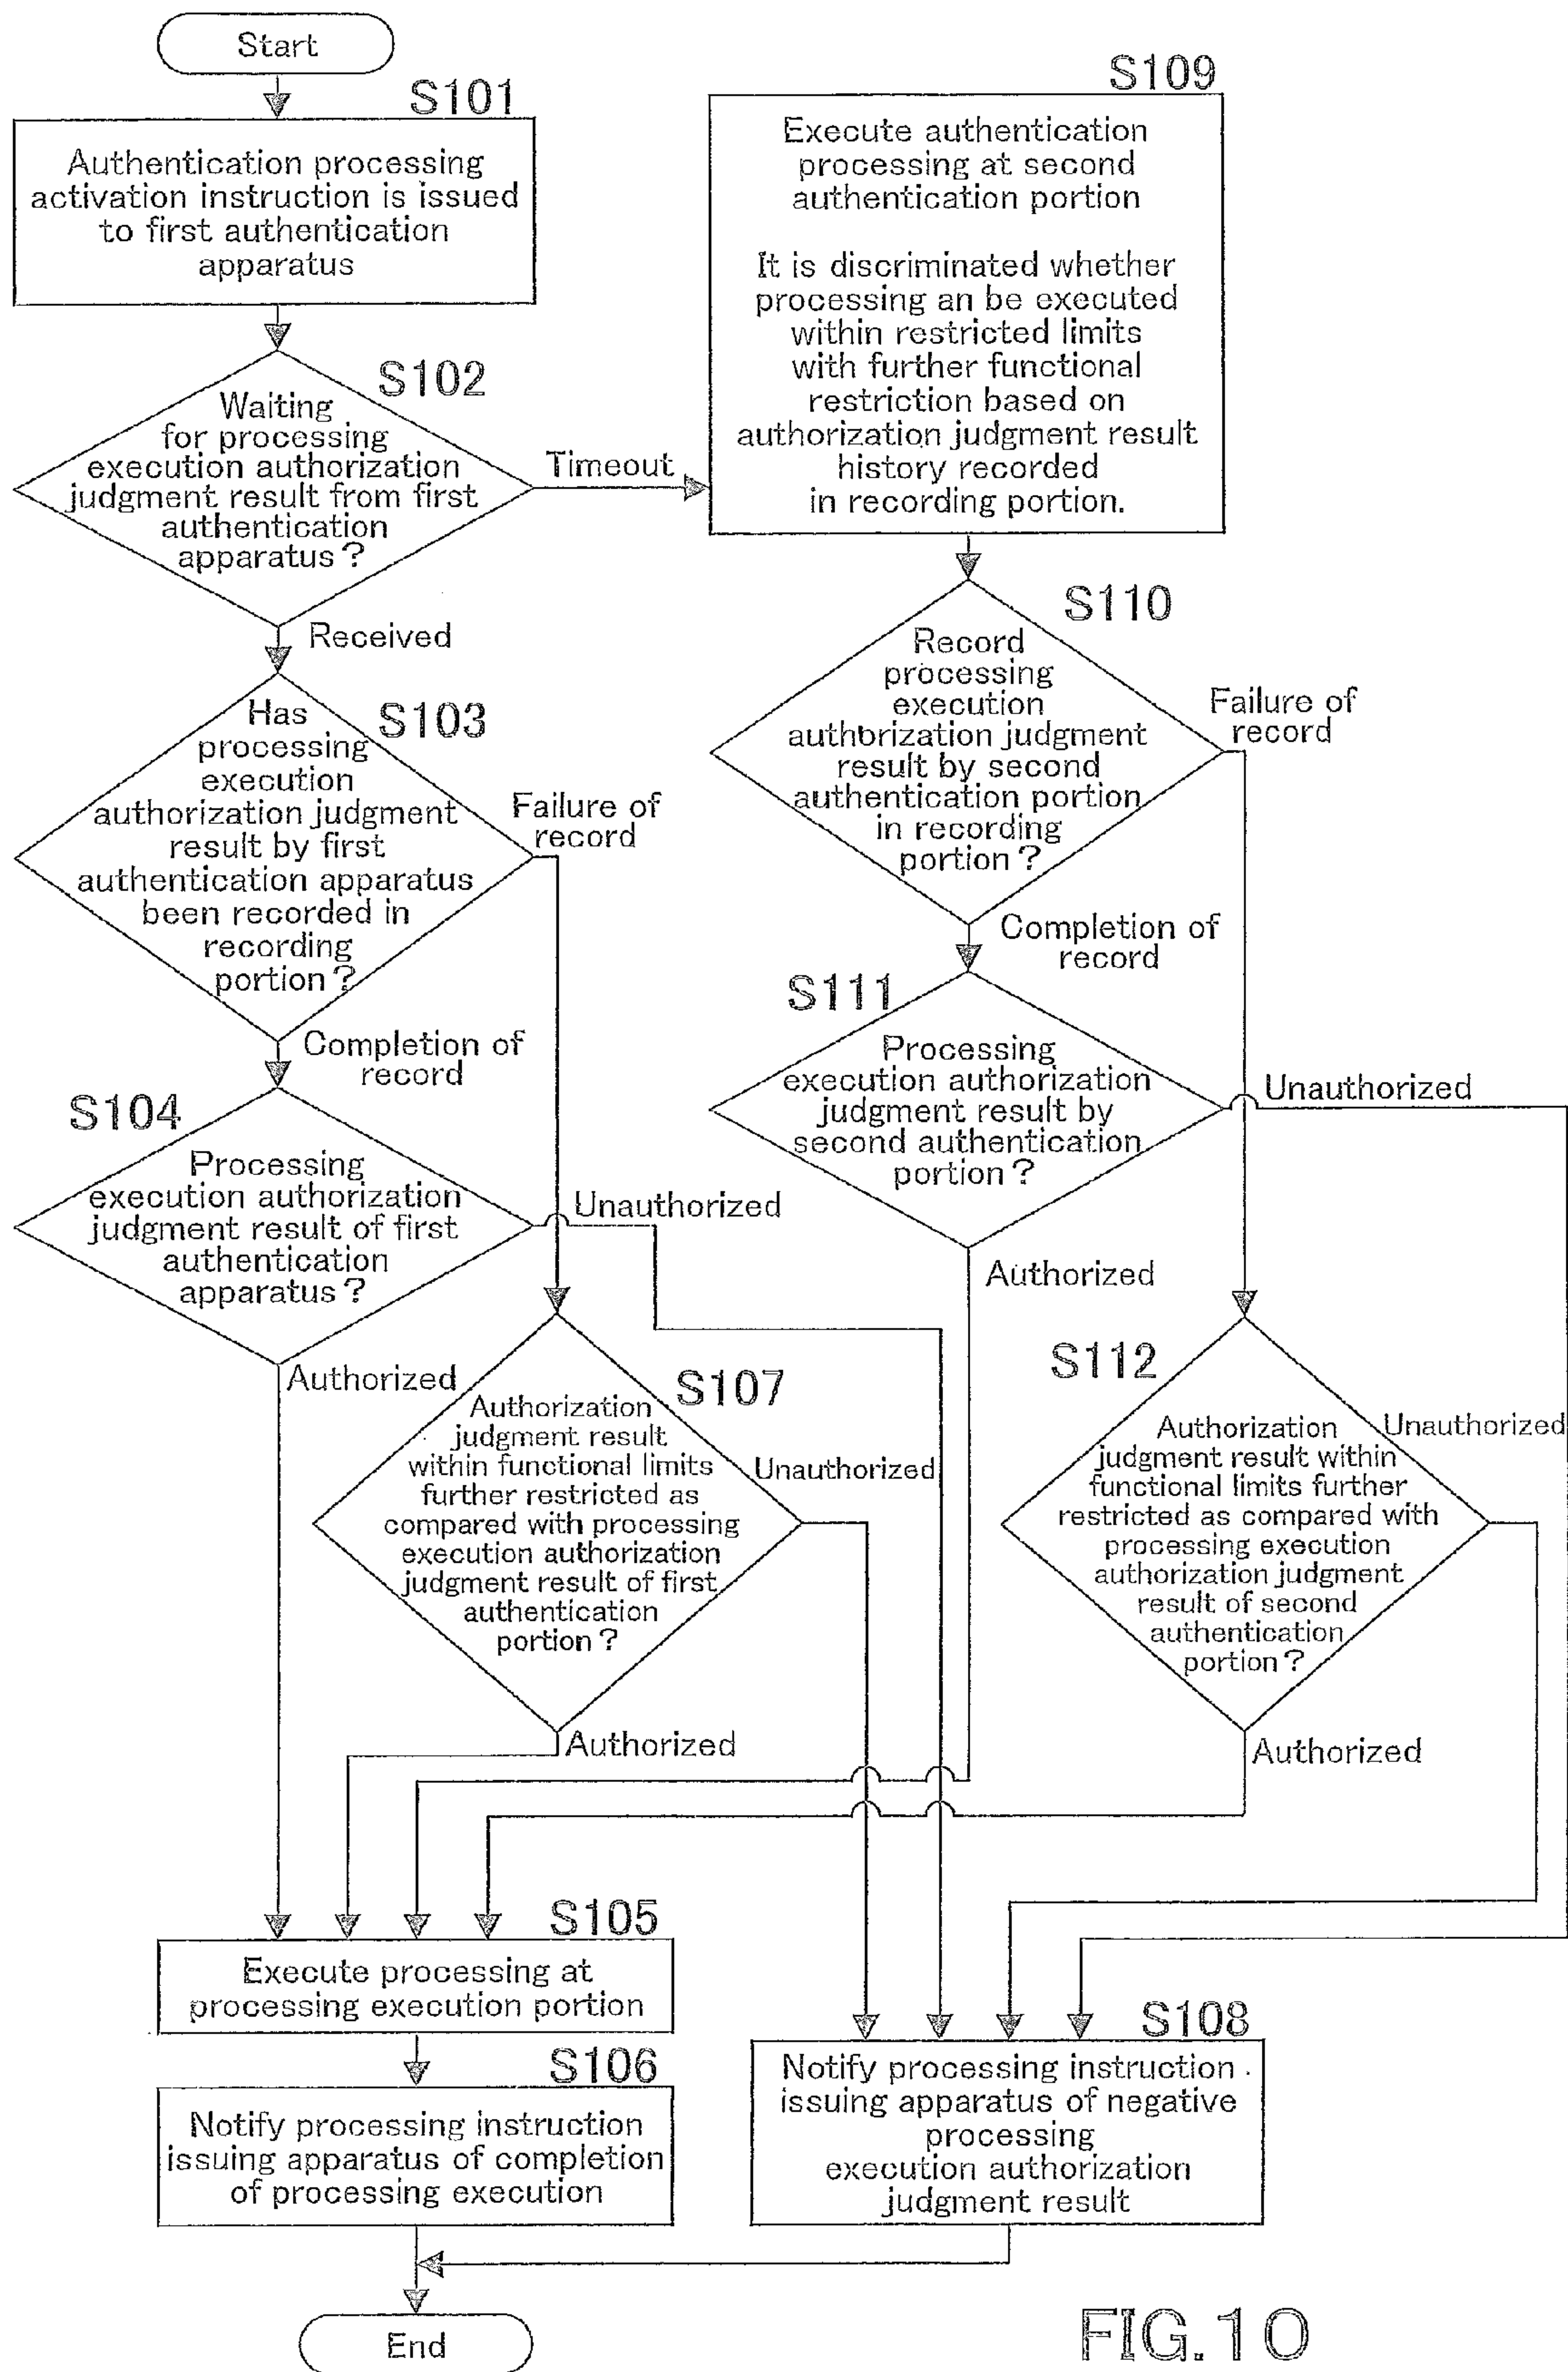 Start
S101
Authentication processing
activation instruction is issued
to first authentication
apparatus
S102
Waiting
for processing
execution authorization
judgment result from first
authentication
apparatus?
Timeout
Received
S103
Has
processing
execution
authorization judgment
result by first
authentication apparatus
been recorded in
recording
portion?
Failure of
record
Completion of
record
S104
Processing
execution authorization
judgment result of first
authentication
apparatus?
Unauthorized
Authorized
S107
Authorization
judgment result
within functional limits
further restricted as
compared with processing
execution authorization
judgment result of first
authentication
portion?
Unauthorized
Authorized
S109
Execute authentication
processing at second
authentication portion
It is discriminated whether
processing an be executed
within restricted limits
with further functional
restriction based on
authorization judgment result
history recorded
in recording portion.
S110
Record
processing
execution
authorization judgment
result by second
authentication portion
in recording
portion?
Failure of
record
Completion of
record
S111
Processing
execution authorization
judgment result by
second authentication
portion?
Unauthorized
Authorized
S112
Authorization
judgment result within
functional limits further
restricted as compared with
processing execution
authorization judgment
result of second
authentication
portion?
Unauthorized
Authorized
S105
Execute processing at
processing execution portion
S106
Notify processing instruction
issuing apparatus of completion
of processing execution
S108
Notify processing instruction
issuing apparatus of negative
processing
execution authorization
judgment result
End
FIG.10